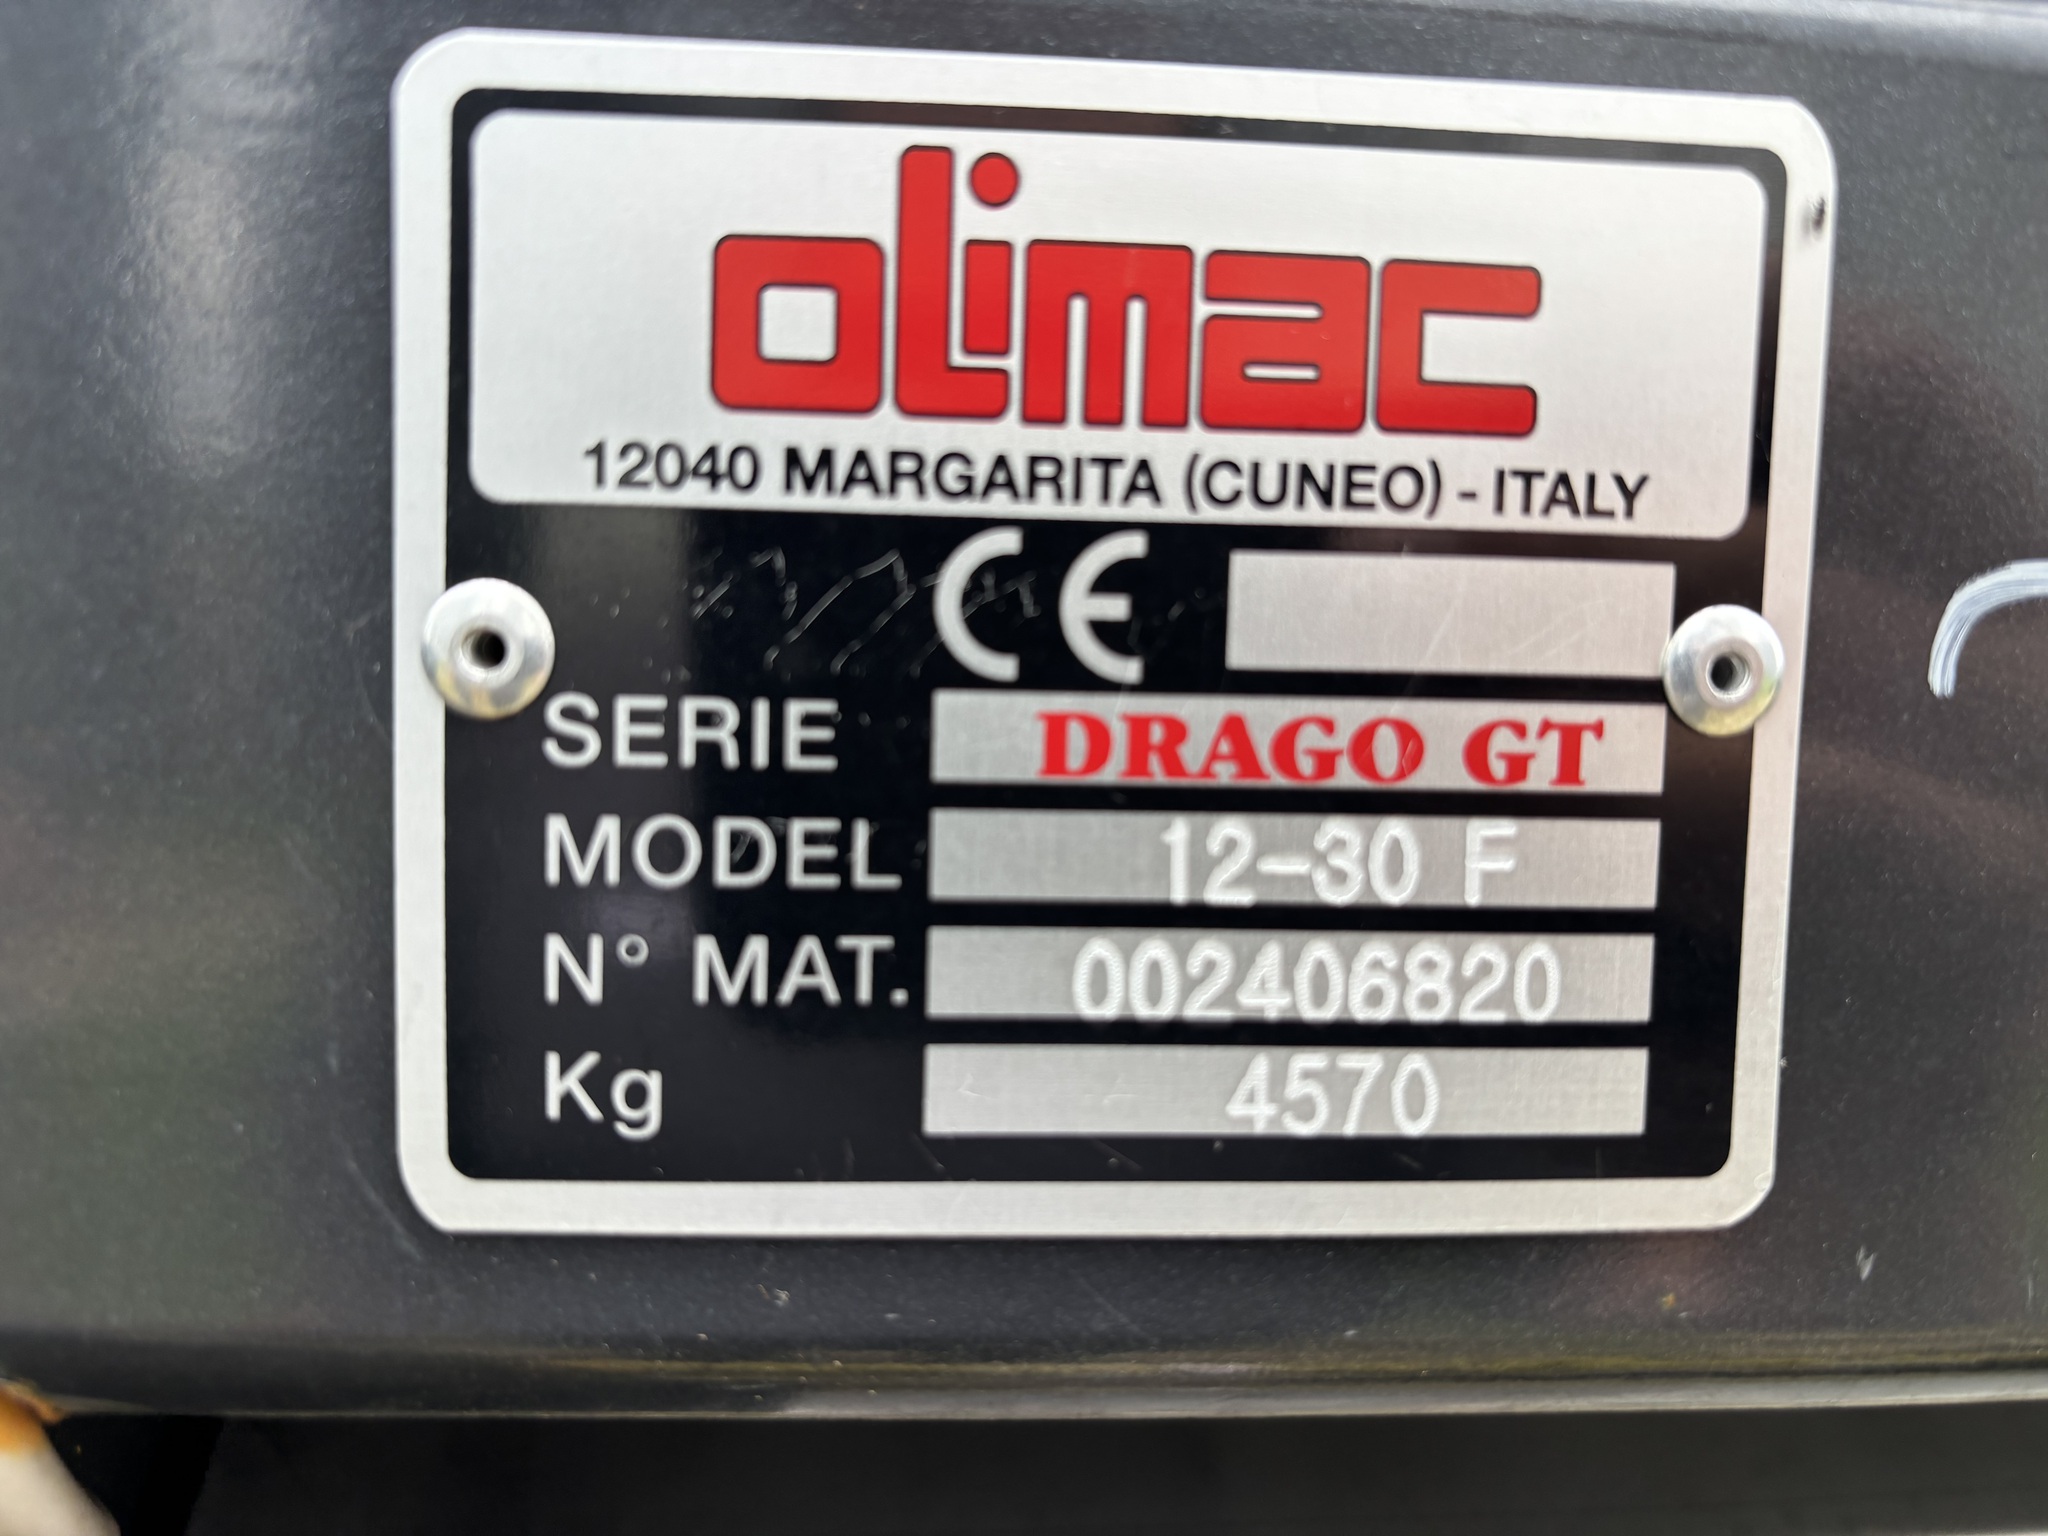 olimac
12040 MARGARITA (CUNEO) - ITALY
CE
SERIE DRAGO GT
MODEL 12-30 F
N° MAT. 002406820
Kg 4570